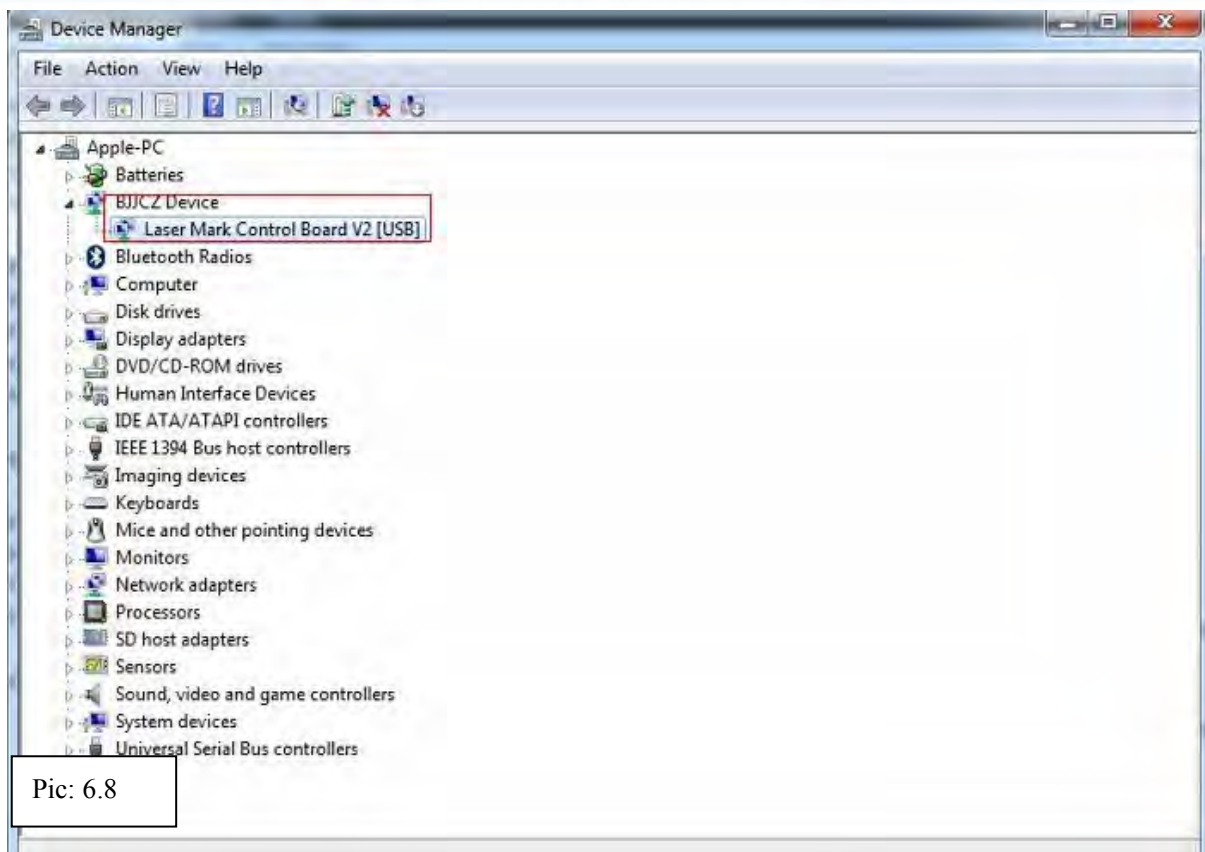 Device Manager
File Action View Help
Apple-PC
Batteries
BJJCZ Device
Laser Mark Control Board V2 [USB]
Bluetooth Radios
Computer
Disk drives
Display adapters
DVD/CD-ROM drives
Human Interface Devices
IDE ATA/ATAPI controllers
IEEE 1394 Bus host controllers
Imaging devices
Keyboards
Mice and other pointing devices
Monitors
Network adapters
Processors
SD host adapters
Sensors
Sound, video and game controllers
System devices
Universal Serial Bus controllers
Pic: 6.8